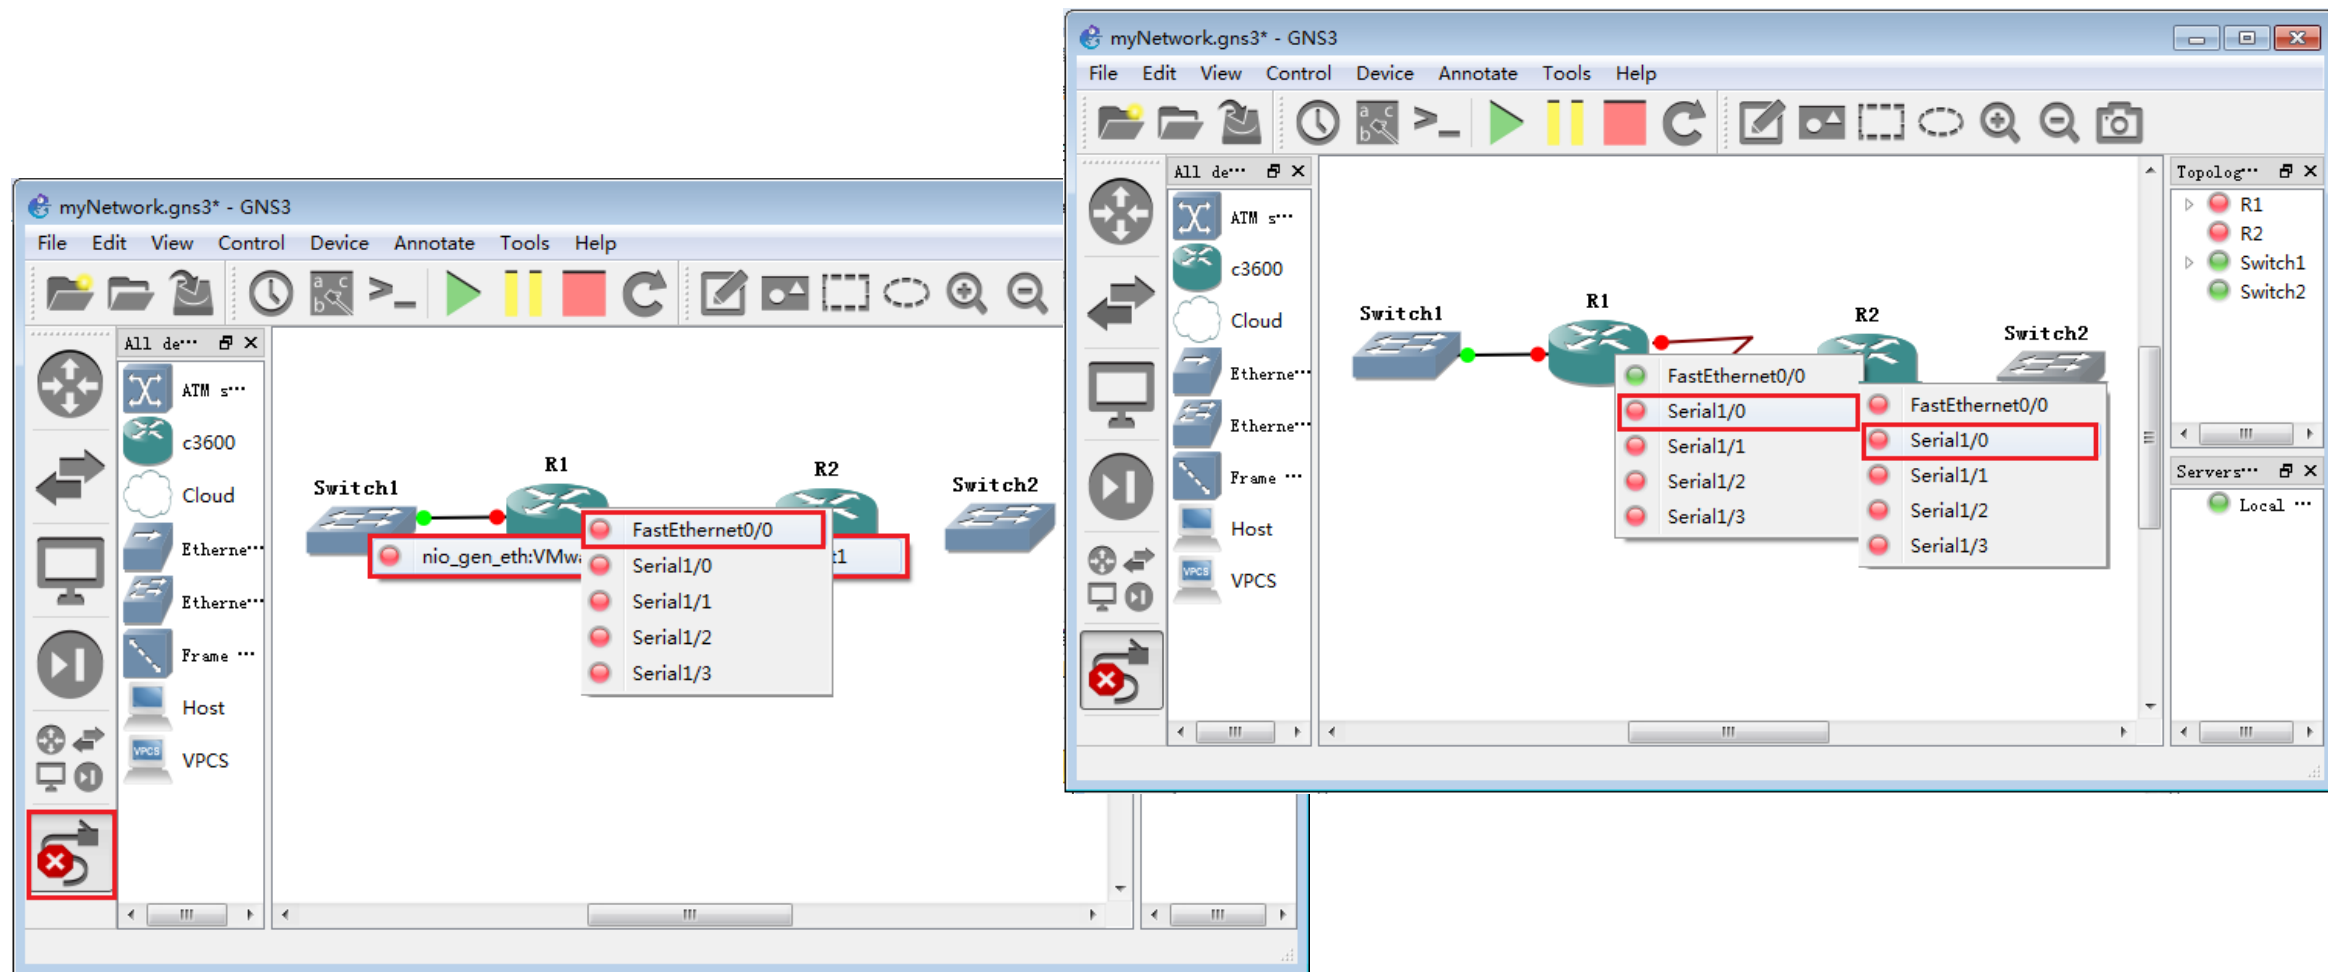 myNetwork.gns3* - GNS3
File Edit View Control Device Annotate Tools Help
All de…
ATM s…
c3600
Cloud
Etherne…
Etherne…
Frame …
Host
VPCS
VPCS
Switch1
R1
R2
Switch2
nio_gen_eth:VMwa
t1
FastEthernet0/0
Serial1/0
Serial1/1
Serial1/2
Serial1/3
myNetwork.gns3* - GNS3
File Edit View Control Device Annotate Tools Help
All de…
ATM s…
c3600
Cloud
Etherne…
Etherne…
Frame …
Host
VPCS
VPCS
Switch1
R1
R2
Switch2
FastEthernet0/0
Serial1/0
Serial1/1
Serial1/2
Serial1/3
FastEthernet0/0
Serial1/0
Serial1/1
Serial1/2
Serial1/3
Topolog…
R1
R2
Switch1
Switch2
Servers…
Local …